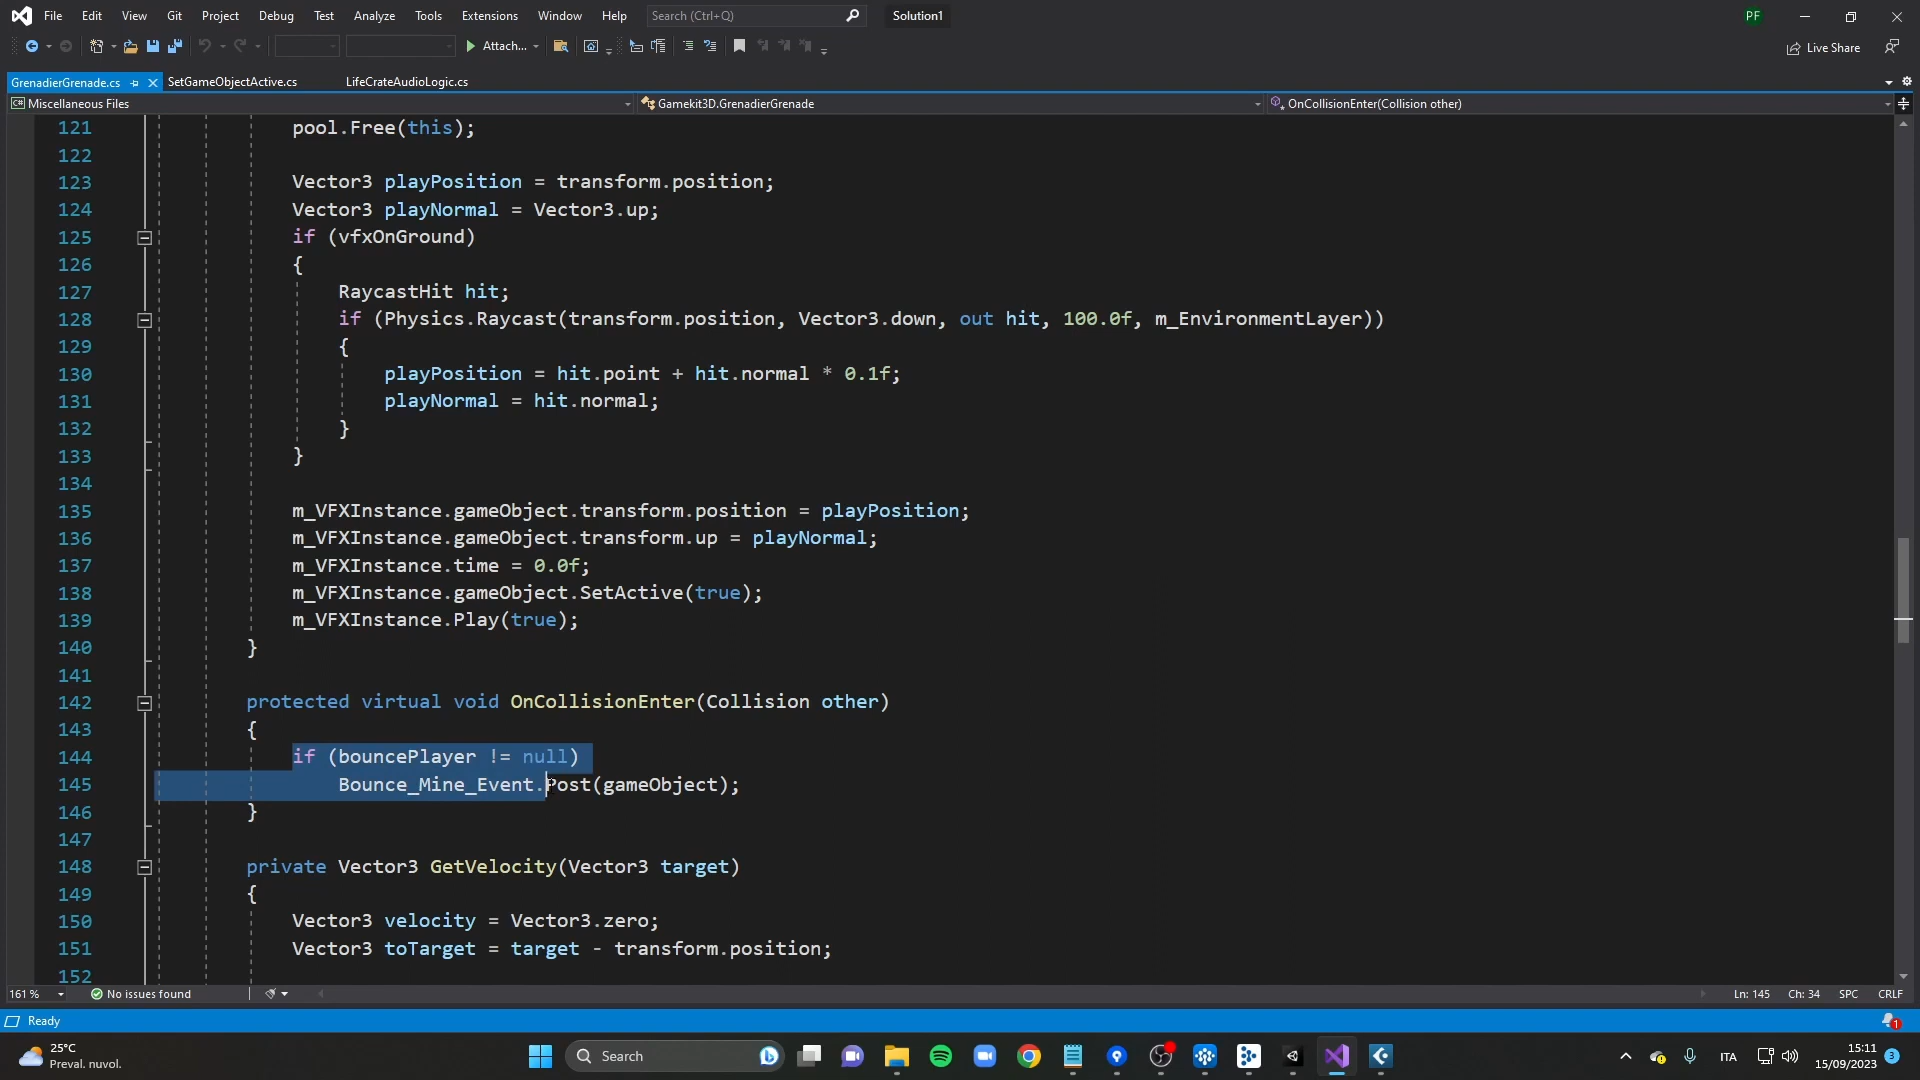 File Edit View Git Project Debug Test Analyze Tools Extensions Window Help Search (Ctrl+Q) Solution1 PF
Attach... Live Share
GrenadierGrenade.cs SetGameObjectActive.cs LifeCrateAudioLogic.cs
C# Miscellaneous Files Gamekit3D.GrenadierGrenade OnCollisionEnter(Collision other)
121 pool.Free(this);
122
123 Vector3 playPosition = transform.position;
124 Vector3 playNormal = Vector3.up;
125 if (vfxOnGround)
126 {
127 RaycastHit hit;
128 if (Physics.Raycast(transform.position, Vector3.down, out hit, 100.0f, m_EnvironmentLayer))
129 {
130 playPosition = hit.point + hit.normal * 0.1f;
131 playNormal = hit.normal;
132 }
133 }
134
135 m_VFXInstance.gameObject.transform.position = playPosition;
136 m_VFXInstance.gameObject.transform.up = playNormal;
137 m_VFXInstance.time = 0.0f;
138 m_VFXInstance.gameObject.SetActive(true);
139 m_VFXInstance.Play(true);
140 }
141
142 protected virtual void OnCollisionEnter(Collision other)
143 {
144 if (bouncePlayer != null)
145 Bounce_Mine_Event.Post(gameObject);
146 }
147
148 private Vector3 GetVelocity(Vector3 target)
149 {
150 Vector3 velocity = Vector3.zero;
151 Vector3 toTarget = target - transform.position;
152
161 % No issues found Ln: 145 Ch: 34 SPC CRLF
Ready 1
25°C
Preval. nuvol.
Search
ITA
15:11
15/09/2023
3